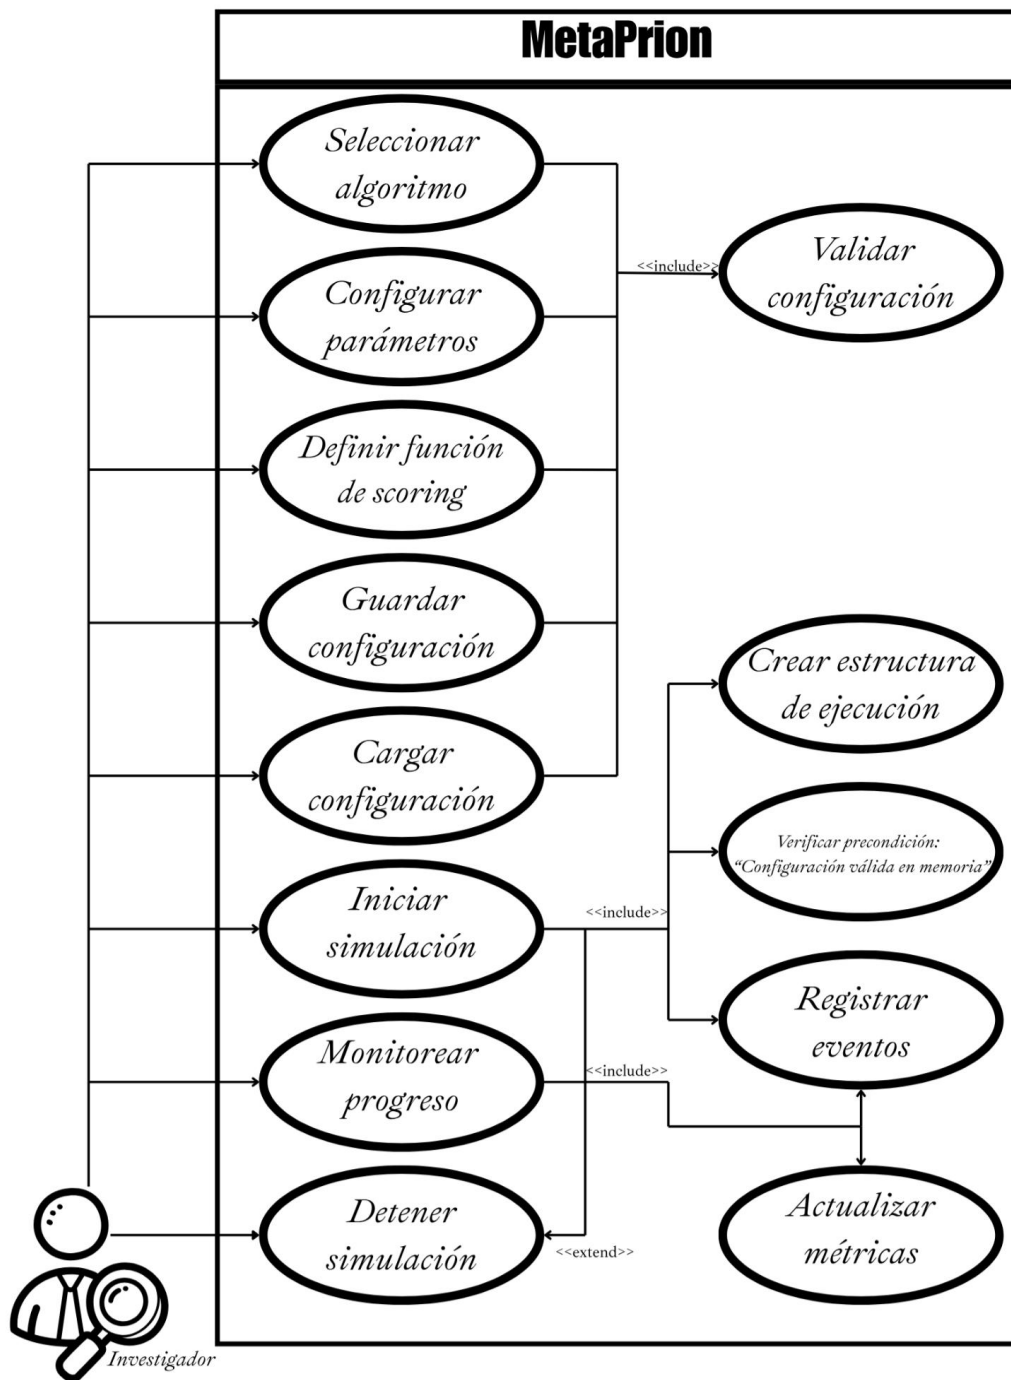 MetaPrion
Seleccionar
algoritmo
Validar
configuración
<<include>>
Configurar
parámetros
Definir función
de scoring
Guardar
configuración
Crear estructura
de ejecución
Cargar
configuración
Verificar precondición:
“Configuración válida en memoria”
Iniciar
simulación
<<include>>
Registrar
eventos
Monitorear
progreso
<<include>>
Detener
simulación
<<extend>>
Actualizar
métricas
Investigador